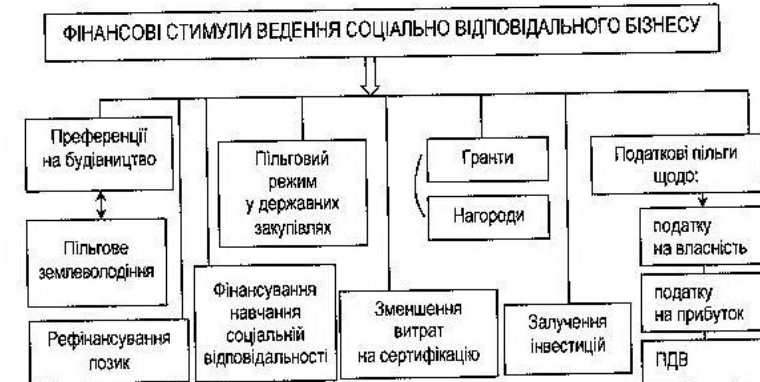 ФІНАНСОВІ СТИМУЛИ ВЕДЕННЯ СОЦІАЛЬНО ВІДПОВІДАЛЬНОГО БІЗНЕСУ
Преференції
на будівництво
Пільгове
землеволодіння
Рефінансування
позик
Пільговий
режим
у державних
закупівлях
Фінансування
навчання
соціальній
відповідальності
Зменшення
витрат
на сертифікацію
Гранти
Нагороди
Залучення
інвестицій
Податкові пільги
щодо:
податку
на власність
податку
на прибуток
ПДВ